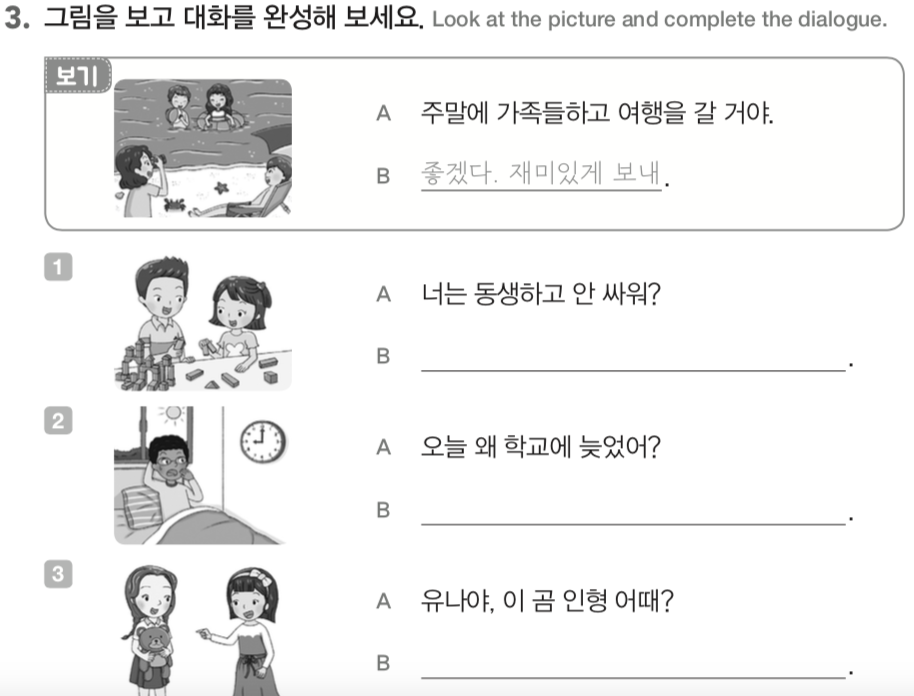 3. 그림을 보고 대화를 완성해 보세요. Look at the picture and complete the dialogue.
보기
A 주말에 가족들하고 여행을 갈 거야.
B 좋겠다. 재미있게 보내.
1
A 너는 동생하고 안 싸워?
B .
2
A 오늘 왜 학교에 늦었어?
B .
3
A 유나야, 이 곰 인형 어때?
B .